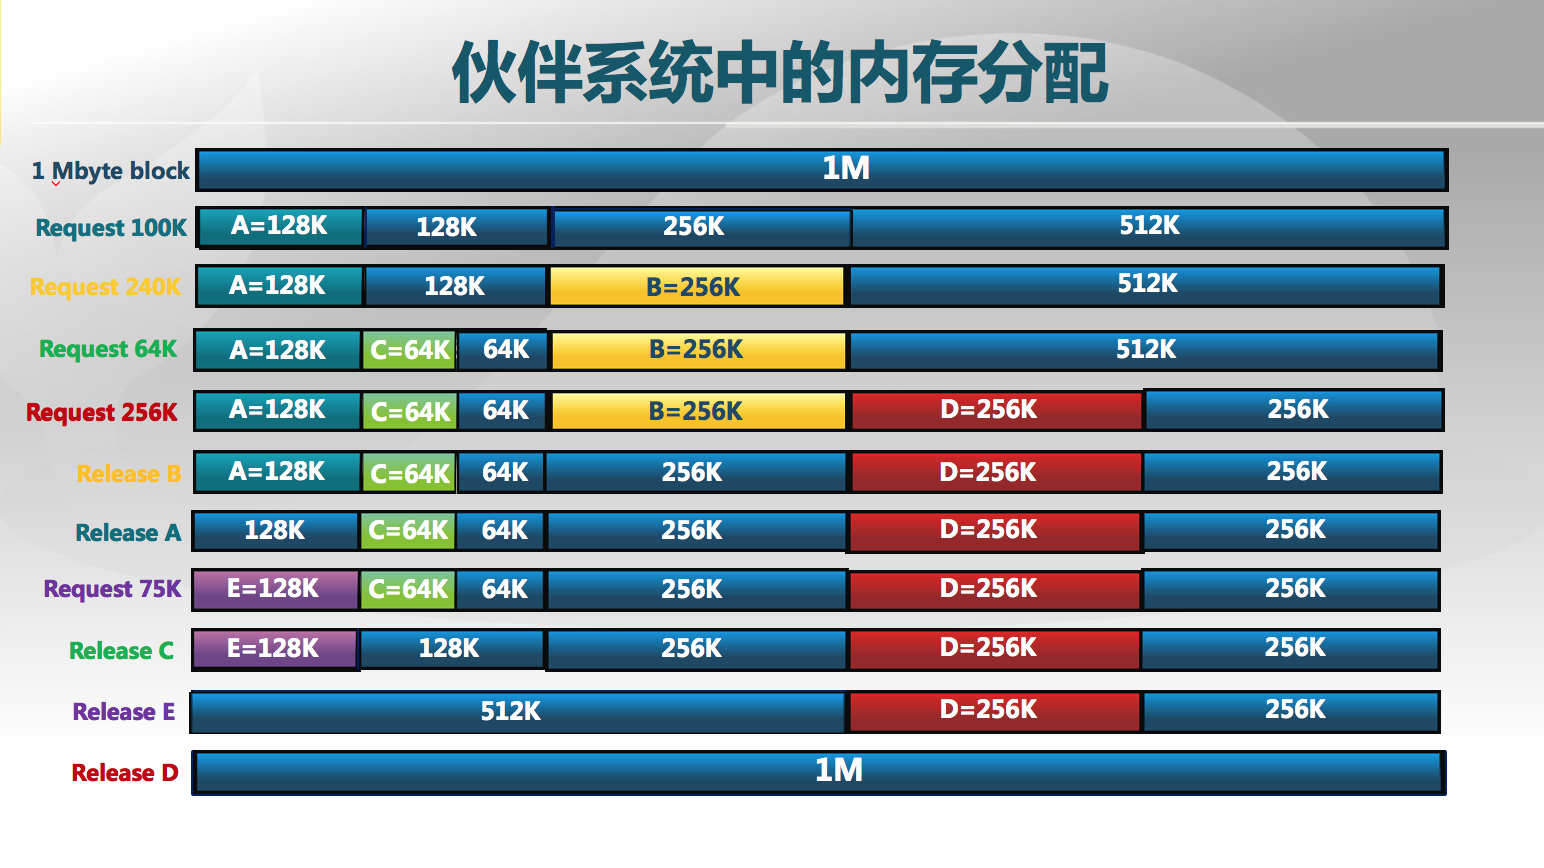 伙伴系统中的内存分配
1 Mbyte block 1M
Request 100K A=128K 128K 256K 512K
Request 240K A=128K 128K B=256K 512K
Request 64K A=128K C=64K 64K B=256K 512K
Request 256K A=128K C=64K 64K B=256K D=256K 256K
Release B A=128K C=64K 64K 256K D=256K 256K
Release A 128K C=64K 64K 256K D=256K 256K
Request 75K E=128K C=64K 64K 256K D=256K 256K
Release C E=128K 128K 256K D=256K 256K
Release E 512K D=256K 256K
Release D 1M